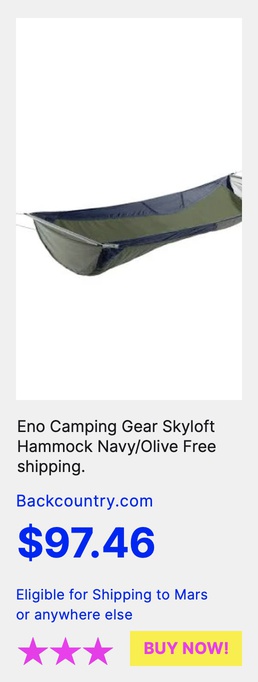 Eno Camping Gear Skyloft
Hammock Navy/Olive Free
shipping.
Backcountry.com
$97.46
Eligible for Shipping to Mars
or anywhere else
BUY NOW!